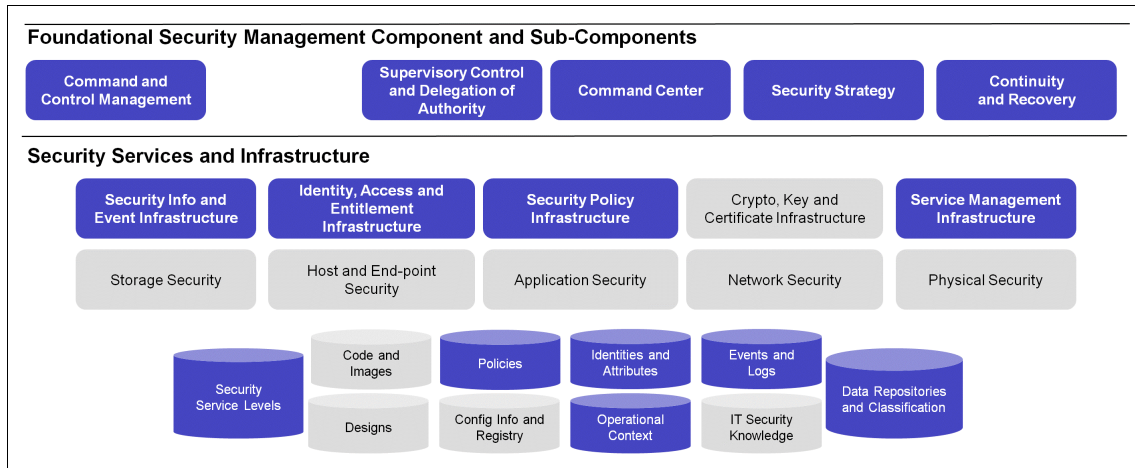 Foundational Security Management Component and Sub-Components
Command and
Control Management
Supervisory Control
and Delegation of
Authority
Command Center
Security Strategy
Continuity
and Recovery
Security Services and Infrastructure
Security Info and
Event Infrastructure
Identity, Access and
Entitlement
Infrastructure
Security Policy
Infrastructure
Crypto, Key and
Certificate Infrastructure
Service Management
Infrastructure
Storage Security
Host and End-point
Security
Application Security
Network Security
Physical Security
Security
Service Levels
Code and
Images
Policies
Identities and
Attributes
Events and
Logs
Data Repositories
and Classification
Designs
Config Info and
Registry
Operational
Context
IT Security
Knowledge